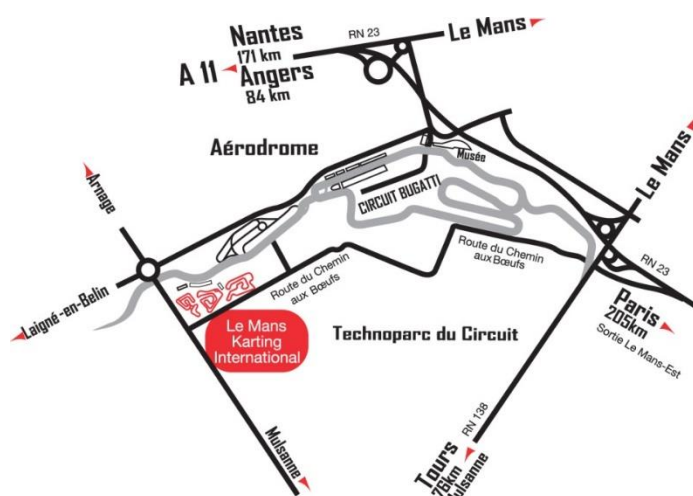 Nantes
171 km
RN 23
Le Mans
A 11
Angers
84 km
Aérodrome
Musée
Le Mans
Arnage
CIRCUIT BUGATTI
Route du Chemin
aux Bœufs
RN 23
Route du Chemin
aux Bœufs
Laigné-en-Belin
Paris
205km
Sortie Le Mans-Est
Le Mans
Karting
International
Technoparc du Circuit
RN 138
Mulsanne
Tours
76km
Mulsanne